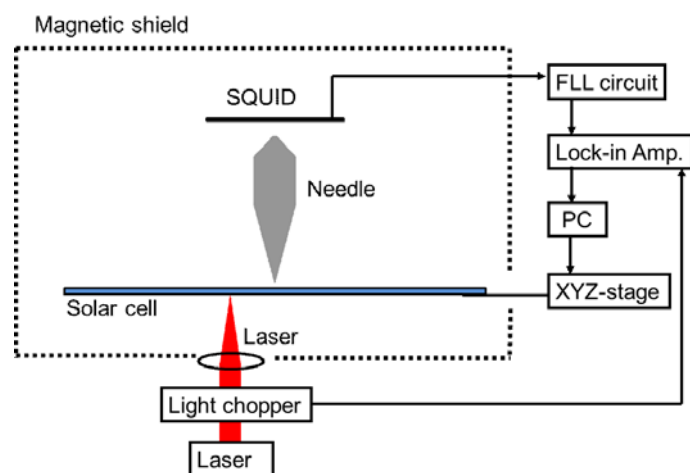 Magnetic shield
SQUID
FLL circuit
Needle
Lock-in Amp.
PC
XYZ-stage
Solar cell
Laser
Light chopper
Laser